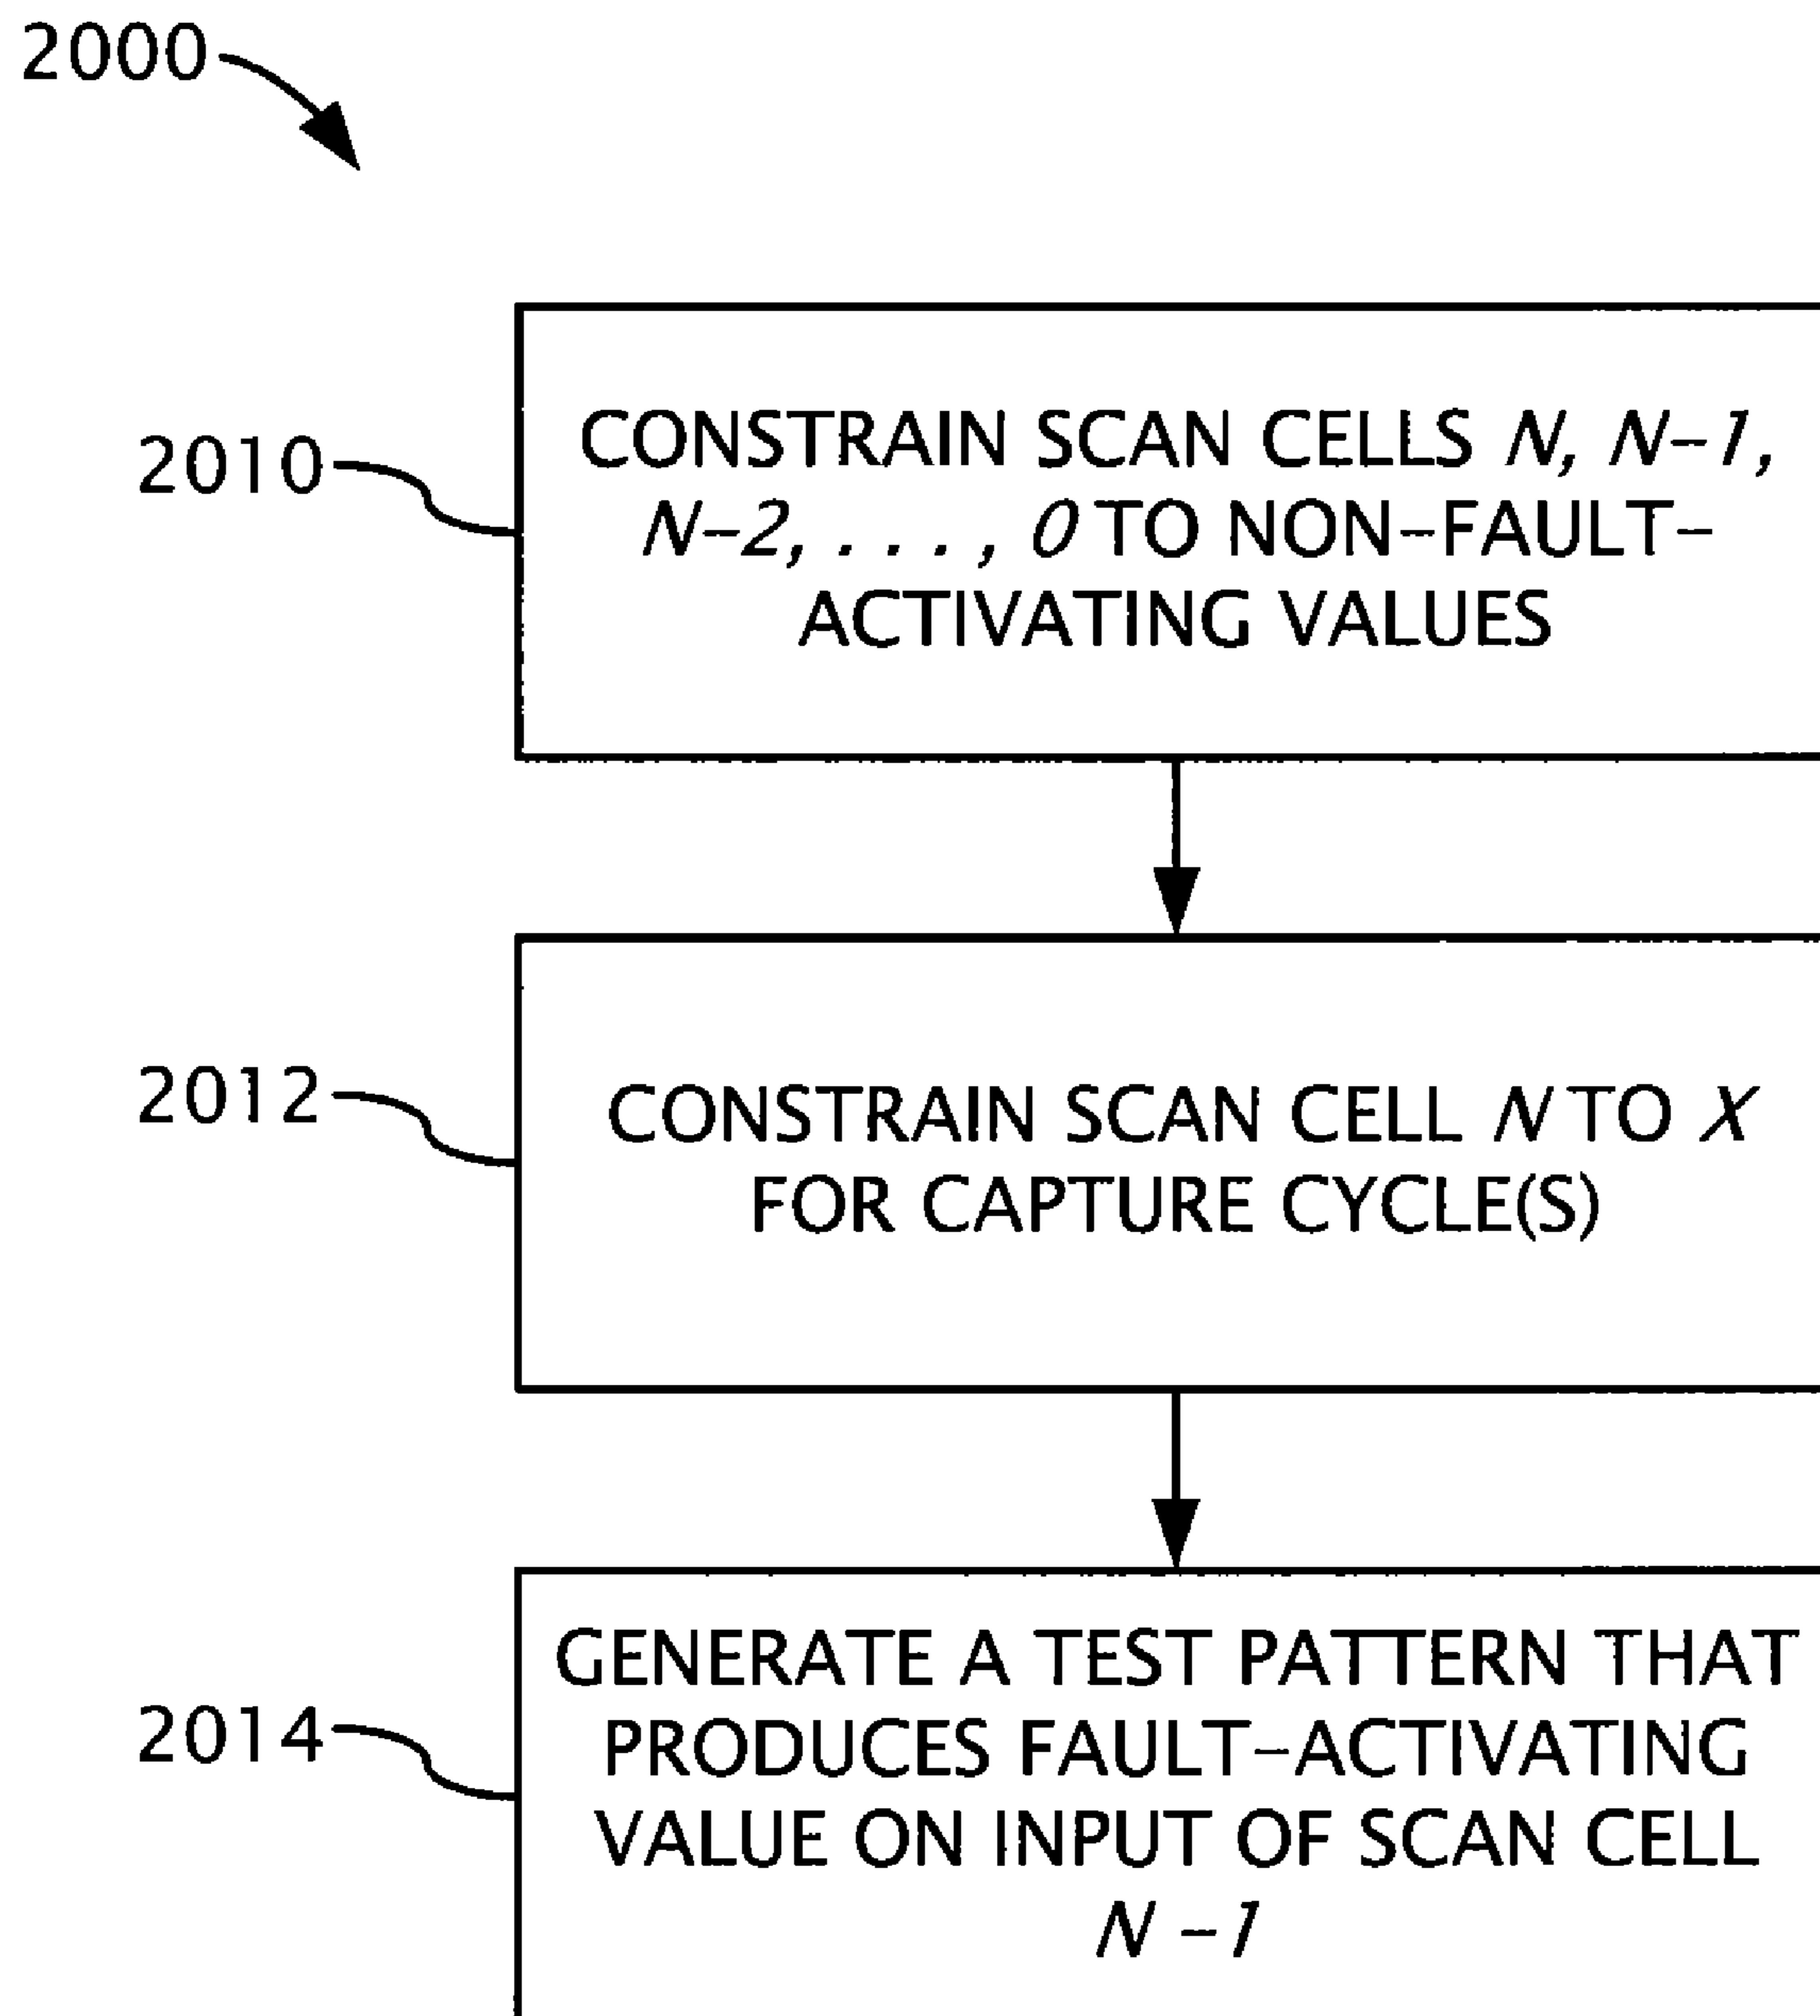 2000
2010
CONSTRAIN SCAN CELLS N, N-1,
N-2, . . . , 0 TO NON-FAULT-
ACTIVATING VALUES
2012
CONSTRAIN SCAN CELL N TO X
FOR CAPTURE CYCLE(S)
2014
GENERATE A TEST PATTERN THAT
PRODUCES FAULT-ACTIVATING
VALUE ON INPUT OF SCAN CELL
N -1